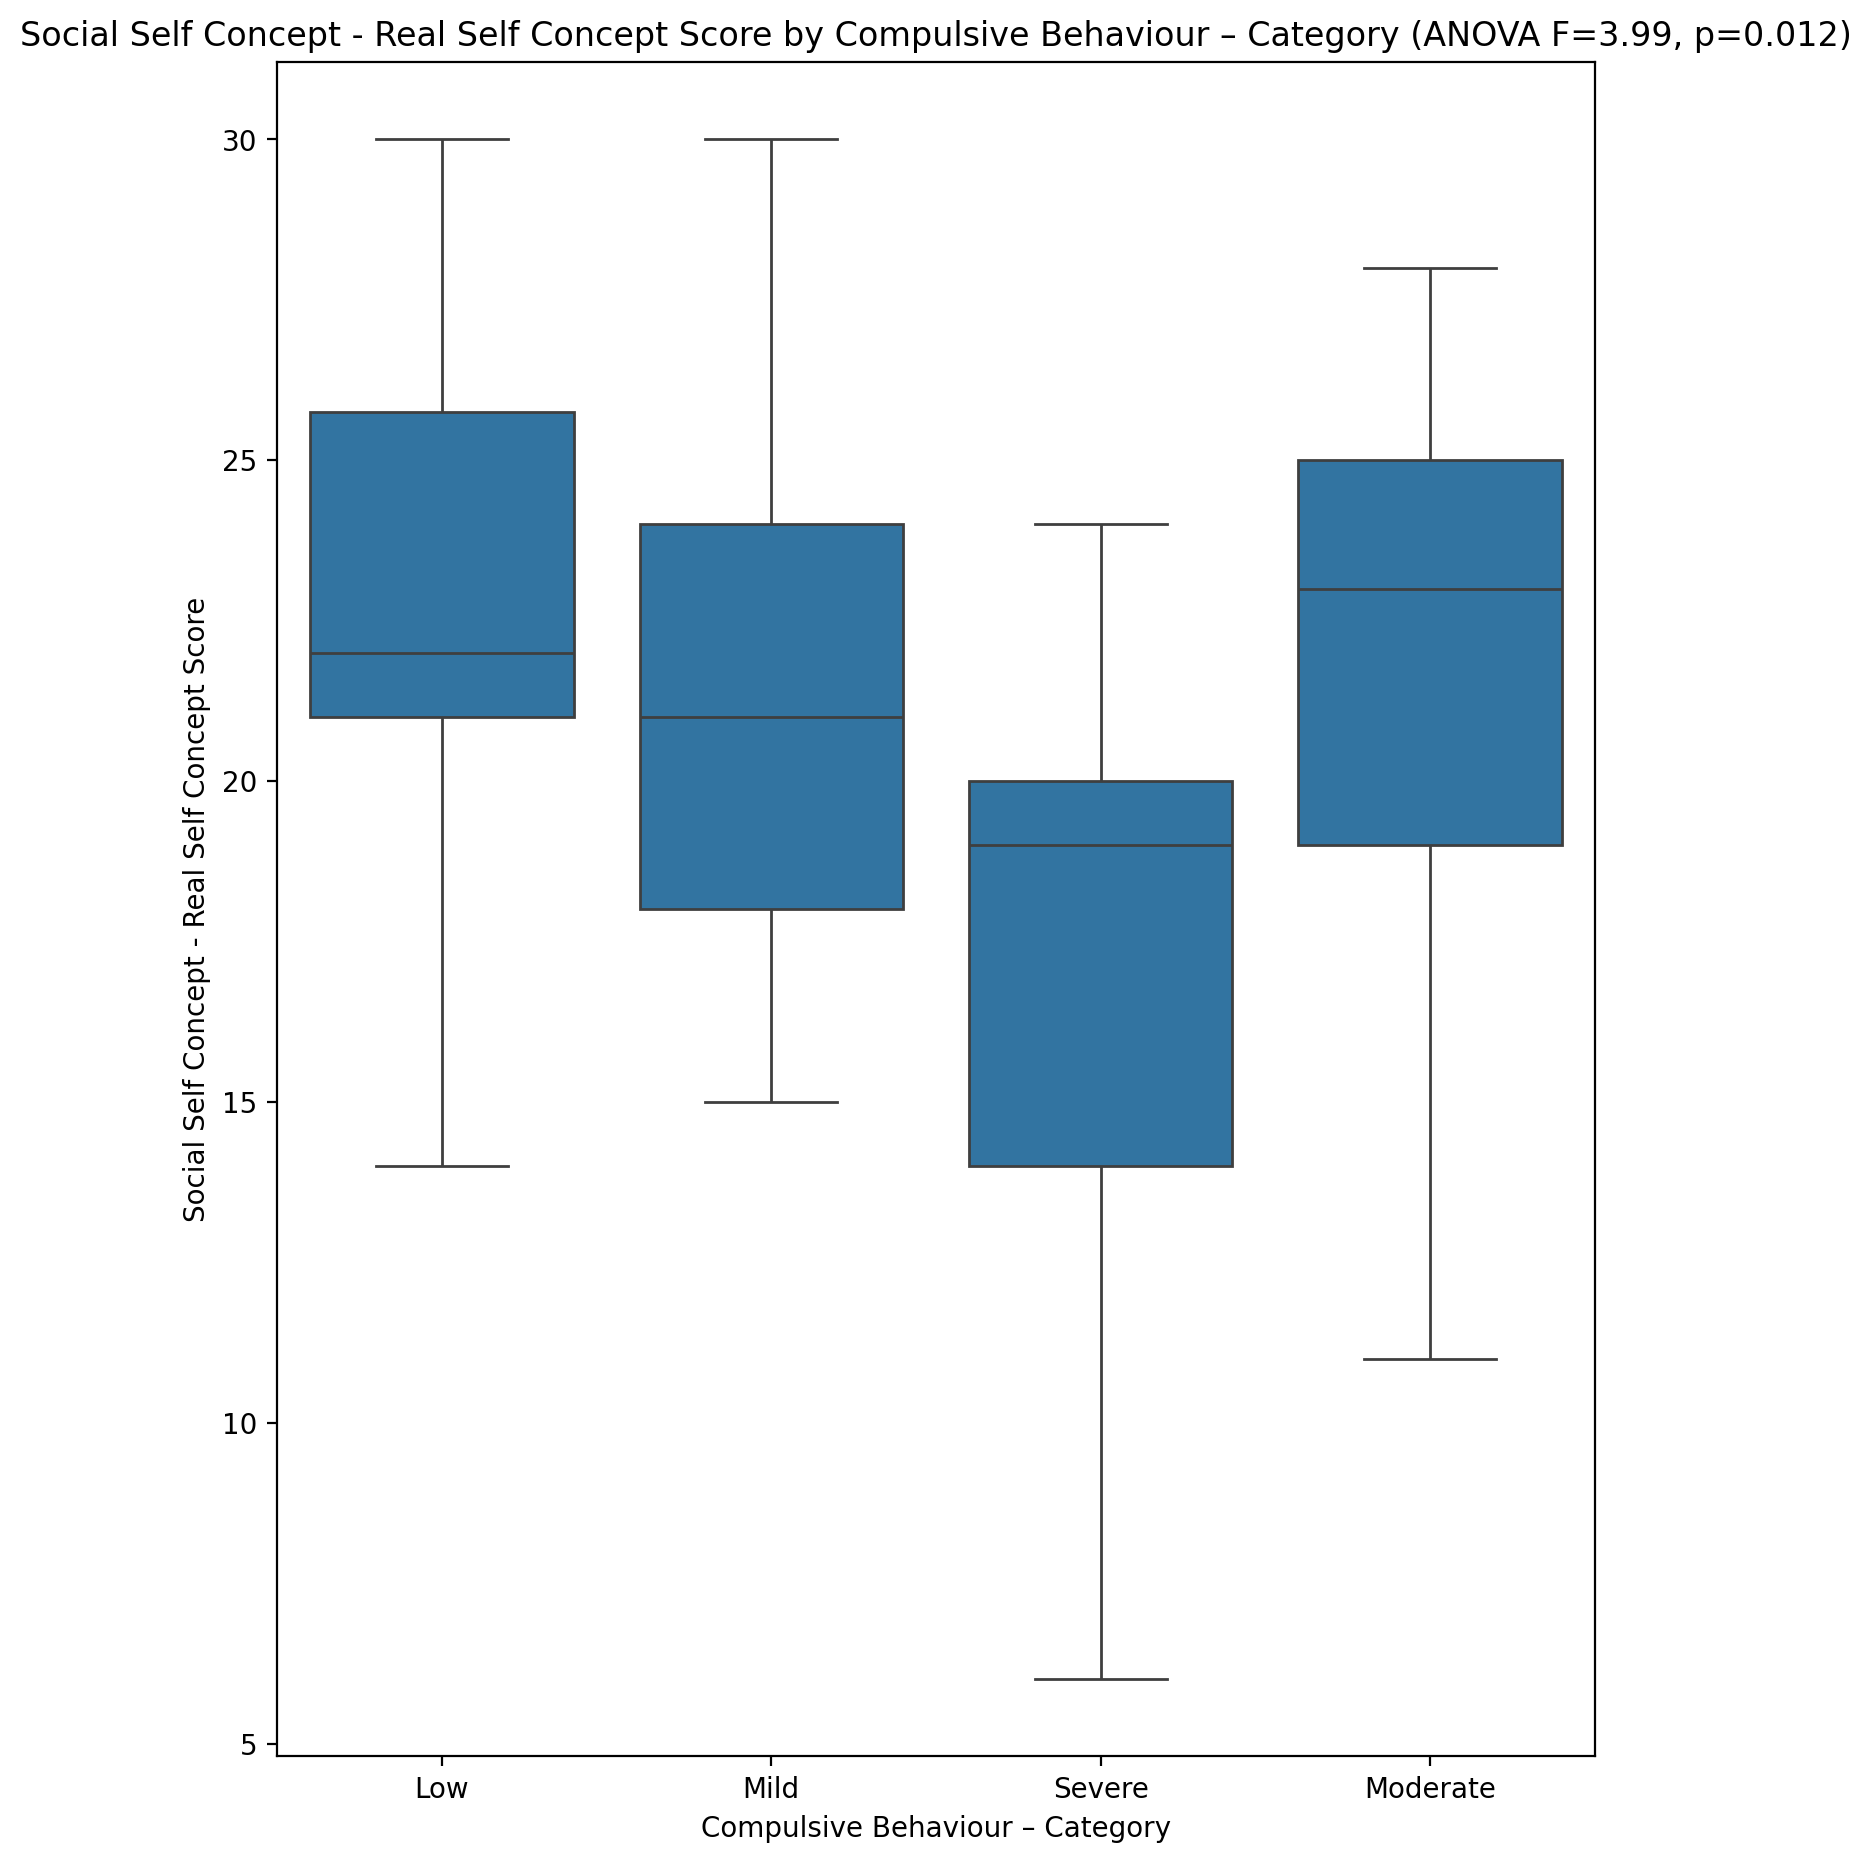 Social Self Concept - Real Self Concept Score by Compulsive Behaviour – Category (ANOVA F=3.99, p=0.012)
Social Self Concept - Real Self Concept Score
30
25
20
15
10
5
Low Mild Severe Moderate
Compulsive Behaviour – Category